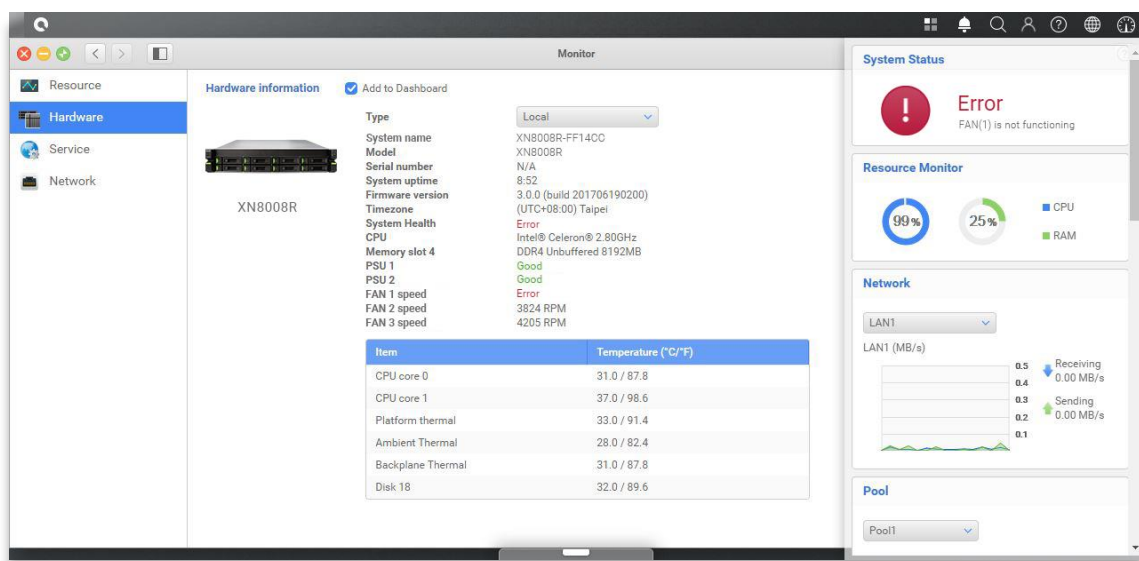 Monitor
Resource
Hardware
Service
Network
Hardware information
Add to Dashboard
XN8008R
Type Local
System name XN8008R-FF14CC
Model XN8008R
Serial number N/A
System uptime 8:52
Firmware version 3.0.0 (build 201706190200)
Timezone (UTC+08:00) Taipei
System Health Error
CPU Intel® Celeron® 2.80GHz
Memory slot 4 DDR4 Unbuffered 8192MB
PSU 1 Good
PSU 2 Good
FAN 1 speed Error
FAN 2 speed 3824 RPM
FAN 3 speed 4205 RPM
Item Temperature (°C/°F)
CPU core 0 31.0 / 87.8
CPU core 1 37.0 / 98.6
Platform thermal 33.0 / 91.4
Ambient Thermal 28.0 / 82.4
Backplane Thermal 31.0 / 87.8
Disk 18 32.0 / 89.6
System Status
Error
FAN(1) is not functioning
Resource Monitor
99%
25%
CPU
RAM
Network
LAN1
LAN1 (MB/s)
0.5
0.4
0.3
0.2
0.1
Receiving
0.00 MB/s
Sending
0.00 MB/s
Pool
Pool1